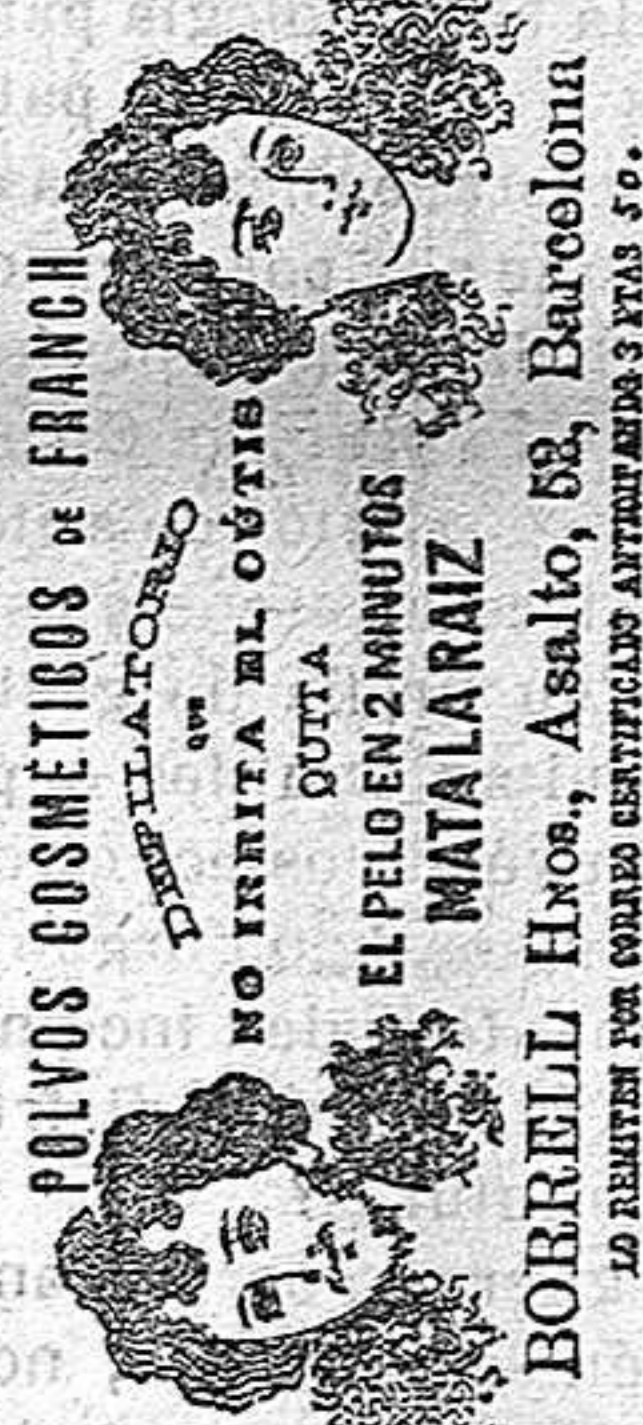 POLVOS COSMÉTICOS DE FRANCH
DEPILATORIO
QUE
NO IRRITA EL CÚTIS
QUITA
EL PELO EN 2 MINUTOS
MATA LA RAIZ
BORRELL HNOS., Asalto, 52, Barcelona
LO REMITEN POR CORREO CERTIFICADO ANTICIPANDO 3 PTAS. 50.